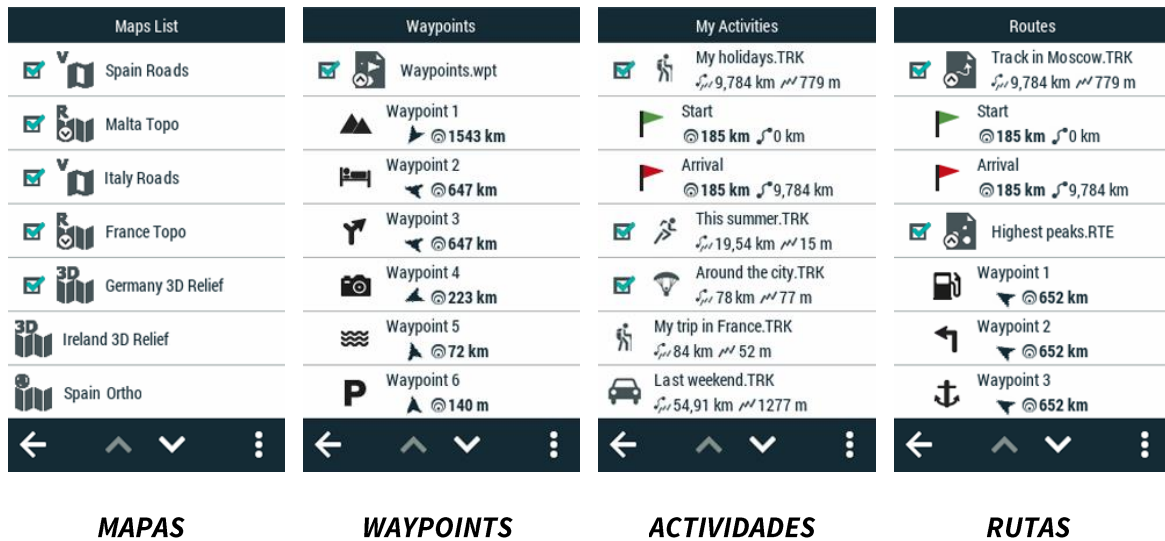 Maps List
V
Spain Roads
R
Malta Topo
V
Italy Roads
R
France Topo
3D
Germany 3D Relief
3D
Ireland 3D Relief
Spain Ortho
MAPAS
Waypoints
Waypoints.wpt
Waypoint 1
1543 km
Waypoint 2
647 km
Waypoint 3
647 km
Waypoint 4
223 km
Waypoint 5
72 km
P
Waypoint 6
140 m
WAYPOINTS
My Activities
My holidays.TRK
9,784 km 779 m
Start
185 km 0 km
Arrival
185 km 9,784 km
This summer.TRK
19,54 km 15 m
Around the city.TRK
78 km 77 m
My trip in France.TRK
84 km 52 m
Last weekend.TRK
54,91 km 1277 m
ACTIVIDADES
Routes
Track in Moscow.TRK
9,784 km 779 m
Start
185 km 0 km
Arrival
185 km 9,784 km
Highest peaks.RTE
Waypoint 1
652 km
Waypoint 2
652 km
Waypoint 3
652 km
RUTAS